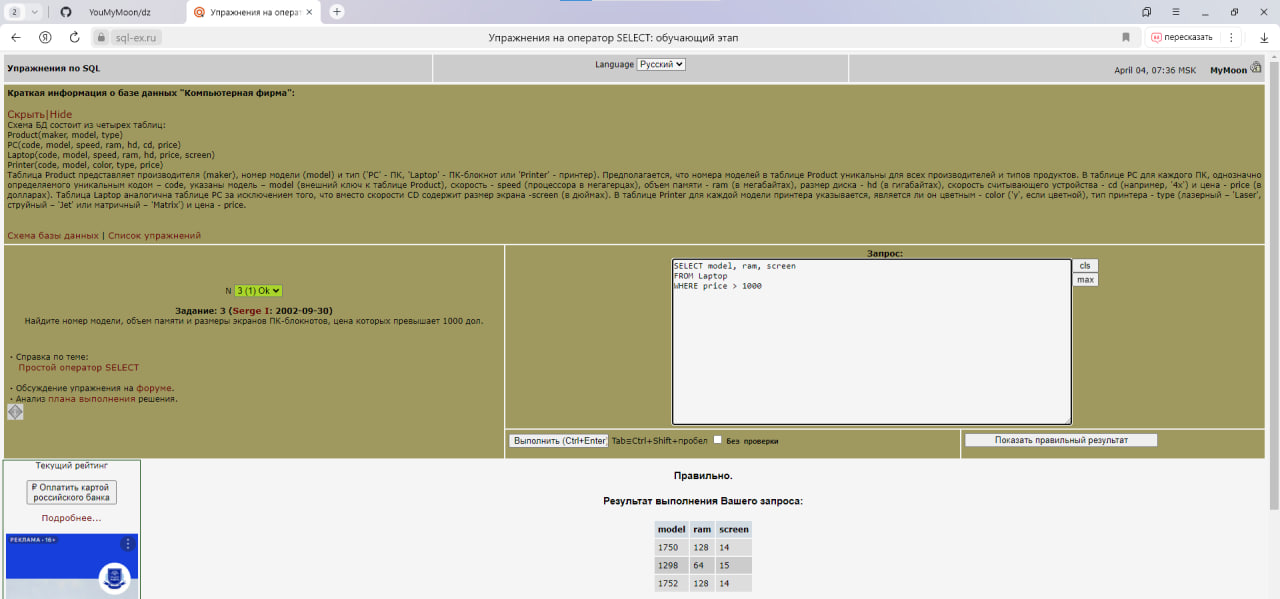 2
YouMyMoon/dz
Упражнения на операт
sql-ex.ru
Упражнения на оператор SELECT: обучающий этап
пересказать
Упражнения по SQL
Language Русский
April 04, 07:36 MSK MyMoon
Краткая информация о базе данных "Компьютерная фирма":
Скрыть|Hide
Схема БД состоит из четырех таблиц:
Product(maker, model, type)
PC(code, model, speed, ram, hd, cd, price)
Laptop(code, model, speed, ram, hd, price, screen)
Printer(code, model, color, type, price)
Таблица Product представляет производителя (maker), номер модели (model) и тип ('PC' - ПК, 'Laptop' - ПК-блокнот или 'Printer' - принтер). Предполагается, что номера моделей в таблице Product уникальны для всех производителей и типов продуктов. В таблице PC для каждого ПК, однозначно
определяемого уникальным кодом – code, указаны модель – model (внешний ключ к таблице Product), скорость - speed (процессора в мегагерцах), объем памяти - ram (в мегабайтах), размер диска - hd (в гигабайтах), скорость считывающего устройства - cd (например, '4x') и цена - price (в
долларах). Таблица Laptop аналогична таблице PC за исключением того, что вместо скорости CD содержит размер экрана -screen (в дюймах). В таблице Printer для каждой модели принтера указывается, является ли он цветным - color ('y', если цветной), тип принтера - type (лазерный – 'Laser',
струйный – 'Jet' или матричный – 'Matrix') и цена - price.
Схема базы данных | Список упражнений
N 3 (1) Ok
Задание: 3 (Serge I: 2002-09-30)
Найдите номер модели, объем памяти и размеры экранов ПК-блокнотов, цена которых превышает 1000 дол.
· Справка по теме:
Простой оператор SELECT
· Обсуждение упражнения на форуме.
· Анализ плана выполнения решения.
Запрос:
SELECT model, ram, screen
FROM Laptop
WHERE price > 1000
cls
max
Выполнить (Ctrl+Enter) Tab≡Ctrl+Shift+пробел Без проверки
Показать правильный результат
Текущий рейтинг
₽ Оплатить картой
российского банка
Подробнее...
РЕКЛАМА • 16+
Правильно.
Результат выполнения Вашего запроса:
model ram screen
1750 128 14
1298 64 15
1752 128 14